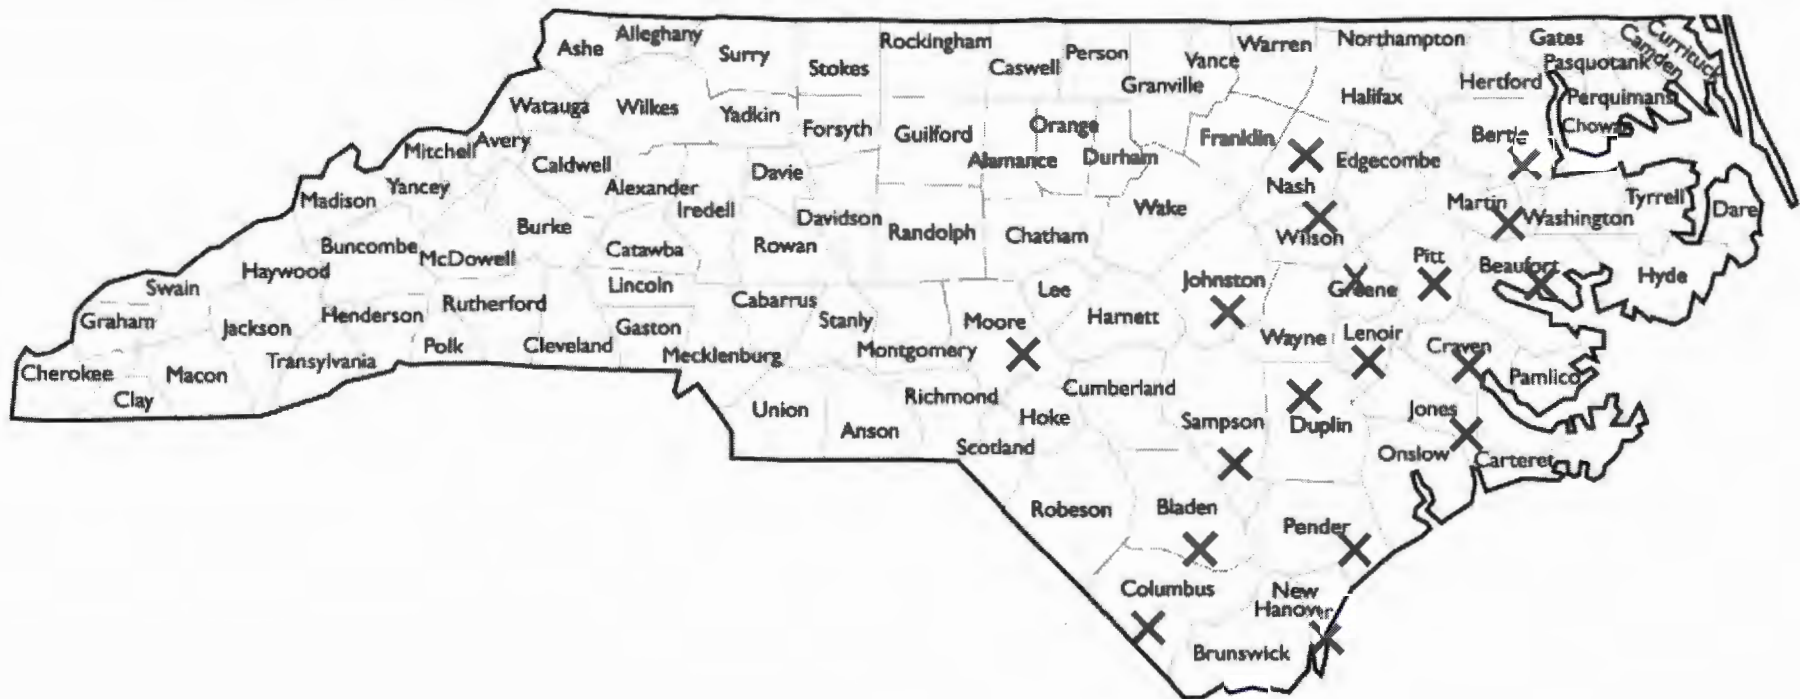 Ashe
Alleghany
Surry
Stokes
Rockingham
Caswell
Person
Granville
Vance
Warren
Northampton
Gates
Camden
Currituck
Pasquotank
Hertford
Halifax
Perquimans
Chowan
Bertie
Watauga
Wilkes
Yadkin
Forsyth
Guilford
Orange
Alamance
Durham
Franklin
Nash
Edgecombe
Mitchell
Avery
Caldwell
Alexander
Iredell
Davie
Madison
Yancey
Davidson
Randolph
Wake
Martin
Washington
Tyrrell
Dare
Burke
Catawba
Rowan
Chatham
Wilson
Buncombe
McDowell
Haywood
Swain
Lincoln
Cabarrus
Lee
Johnston
Greene
Pitt
Beaufort
Hyde
Graham
Jackson
Henderson
Rutherford
Gaston
Stanly
Moore
Harnett
Wayne
Lenoir
Craven
Cherokee
Clay
Macon
Transylvania
Polk
Cleveland
Mecklenburg
Montgomery
Cumberland
Pamlico
Union
Anson
Richmond
Hoke
Scotland
Sampson
Duplin
Jones
Onslow
Carteret
Robeson
Bladen
Pender
Columbus
New
Hanover
Brunswick